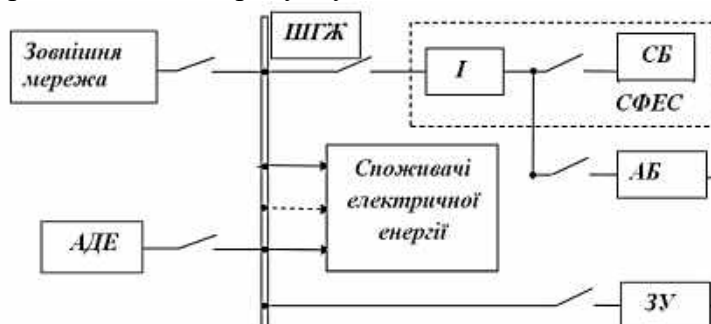 ШГЖ
Зовнішня
мережа
І
СБ
СФЕС
Споживачі
електричної
енергії
АБ
АДЕ
ЗУ